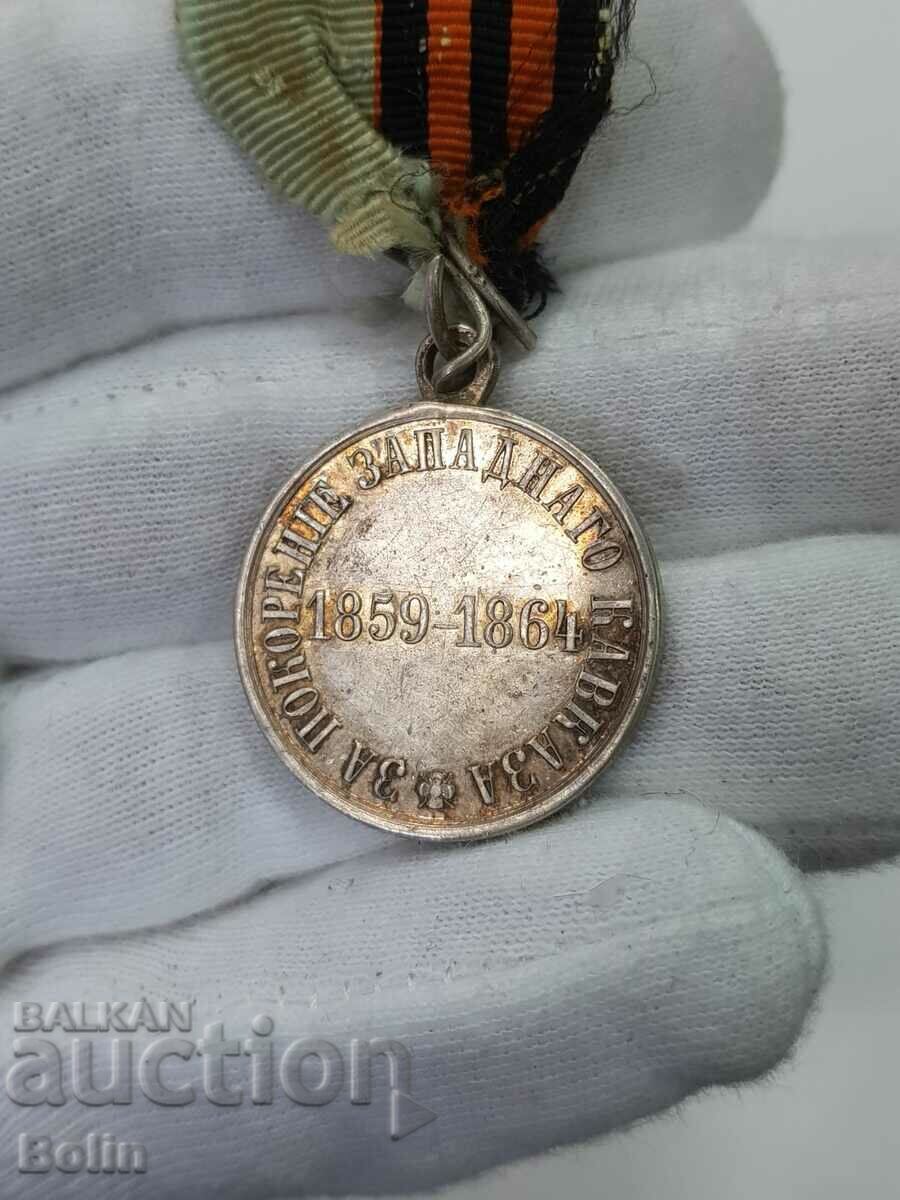 ЗА ПОКОРЕНІЕ ЗАПАДНАГО КАВКАЗА
1859-1864
BALKAN
auction
Bolin